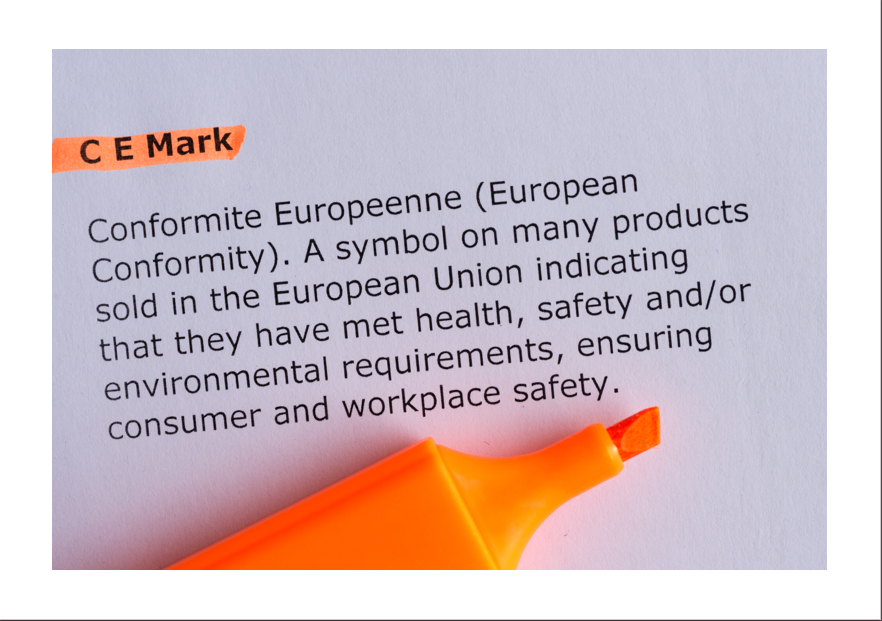 C E Mark
Conformite Europeenne (European
Conformity). A symbol on many products
sold in the European Union indicating
that they have met health, safety and/or
environmental requirements, ensuring
consumer and workplace safety.